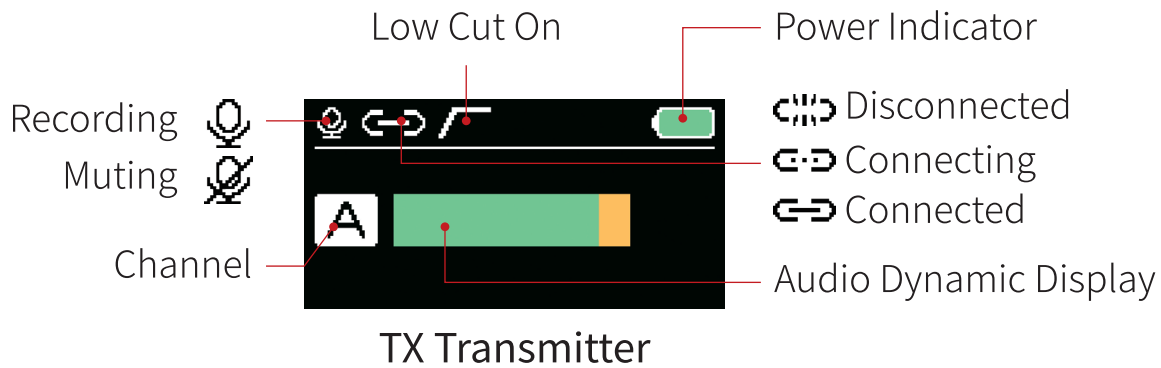 Low Cut On
Power Indicator
Recording
Muting
Channel
A
Disconnected
Connecting
Connected
Audio Dynamic Display
TX Transmitter